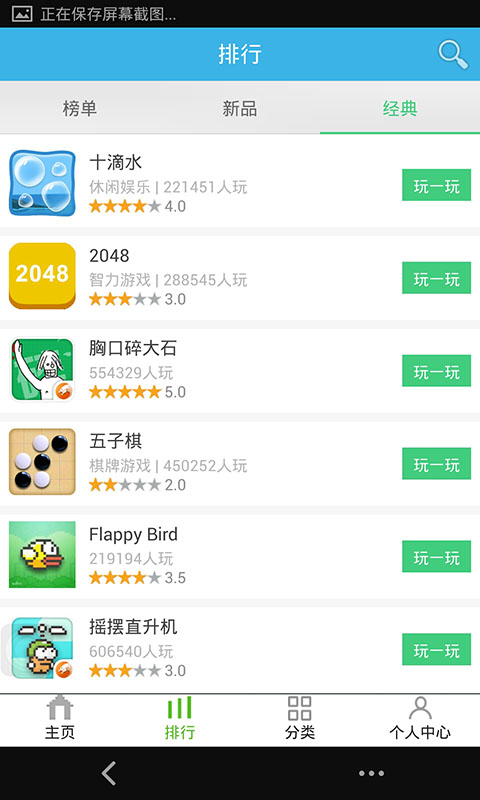 正在保存屏幕截图...
排行
榜单
新品
经典
十滴水
休闲娱乐 | 221451人玩
4.0
玩一玩
2048
2048
智力游戏 | 288545人玩
3.0
玩一玩
胸口碎大石
554329人玩
5.0
玩一玩
五子棋
棋牌游戏 | 450252人玩
2.0
玩一玩
Flappy Bird
219194人玩
3.5
玩一玩
摇摆直升机
606540人玩
3.0
玩一玩
主页
排行
分类
个人中心